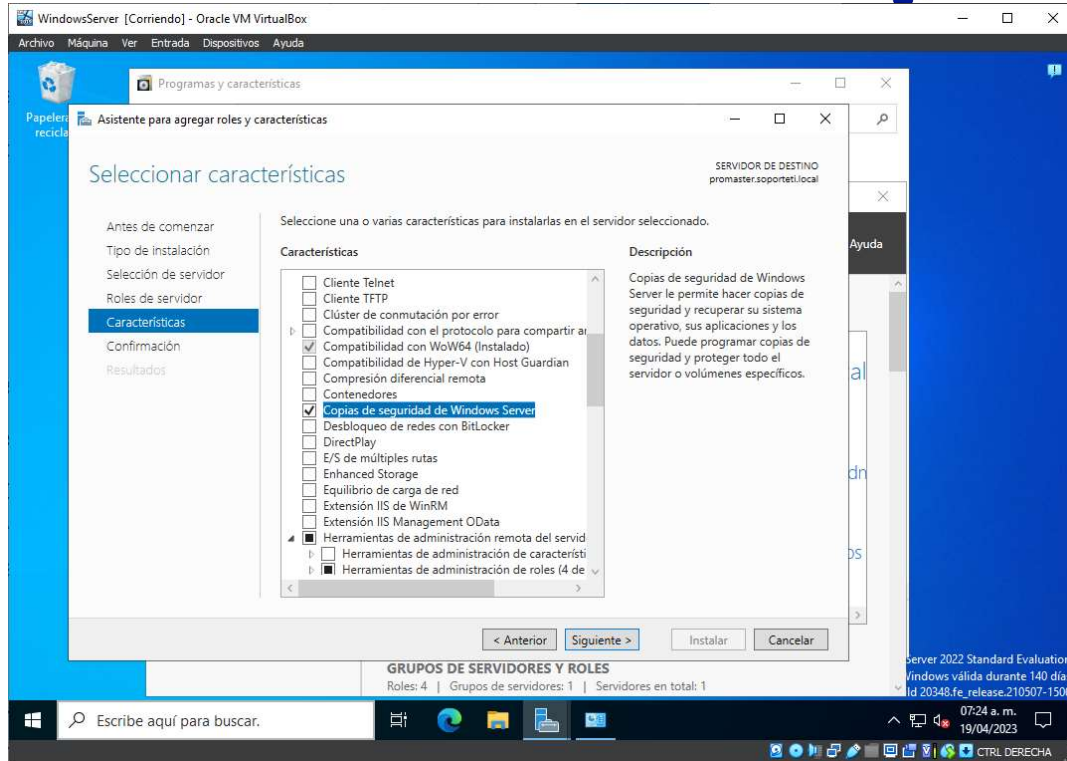 WindowsServer [Corriendo] - Oracle VM VirtualBox
Archivo Máquina Ver Entrada Dispositivos Ayuda
Programas y características
Papelera
recicla
Asistente para agregar roles y características
Seleccionar características
SERVIDOR DE DESTINO
promaster.soporteti.local
Antes de comenzar
Tipo de instalación
Selección de servidor
Roles de servidor
Características
Confirmación
Resultados
Seleccione una o varias características para instalarlas en el servidor seleccionado.
Características
Cliente Telnet
Cliente TFTP
Clúster de conmutación por error
Compatibilidad con el protocolo para compartir ar
Compatibilidad con WoW64 (Instalado)
Compatibilidad de Hyper-V con Host Guardian
Compresión diferencial remota
Contenedores
Copias de seguridad de Windows Server
Desbloqueo de redes con BitLocker
DirectPlay
E/S de múltiples rutas
Enhanced Storage
Equilibrio de carga de red
Extensión IIS de WinRM
Extensión IIS Management OData
Herramientas de administración remota del servid
Herramientas de administración de característi
Herramientas de administración de roles (4 de
Descripción
Copias de seguridad de Windows
Server le permite hacer copias de
seguridad y recuperar su sistema
operativo, sus aplicaciones y los
datos. Puede programar copias de
seguridad y proteger todo el
servidor o volúmenes específicos.
Ayuda
al
dn
os
< Anterior
Siguiente >
Instalar
Cancelar
GRUPOS DE SERVIDORES Y ROLES
Roles: 4 | Grupos de servidores: 1 | Servidores en total: 1
Server 2022 Standard Evaluation
Windows válida durante 140 día
ld 20348.fe_release.210507-150
Escribe aquí para buscar.
07:24 a. m.
19/04/2023
CTRL DERECHA